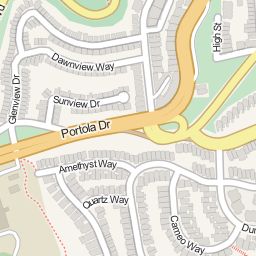 High St
Glenview Dr
Dawnview Way
Sunview Dr
Portola Dr
Amethyst Way
Quartz Way
Cameo Way